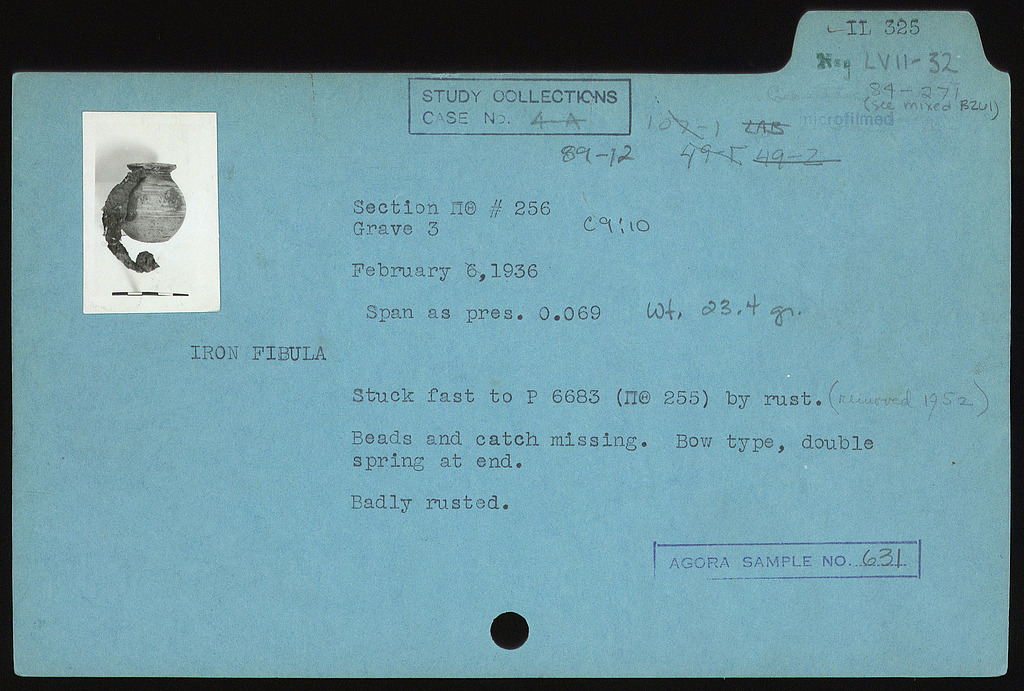 IL 325
Neg LVII-32
84-271
(see mixed BZ01)
microfilmed
STUDY COLLECTIONS
CASE No. 4-A
107-1 LAB
89-12 49-5 49-2
Section ΠΘ # 256
Grave 3
C9:10
February 6,1936
Span as pres. 0.069 Wt. 23.4 gr.
IRON FIBULA
Stuck fast to P 6683 (ΠΘ 255) by rust. (removed 1952)
Beads and catch missing. Bow type, double
spring at end.
Badly rusted.
AGORA SAMPLE NO. 631